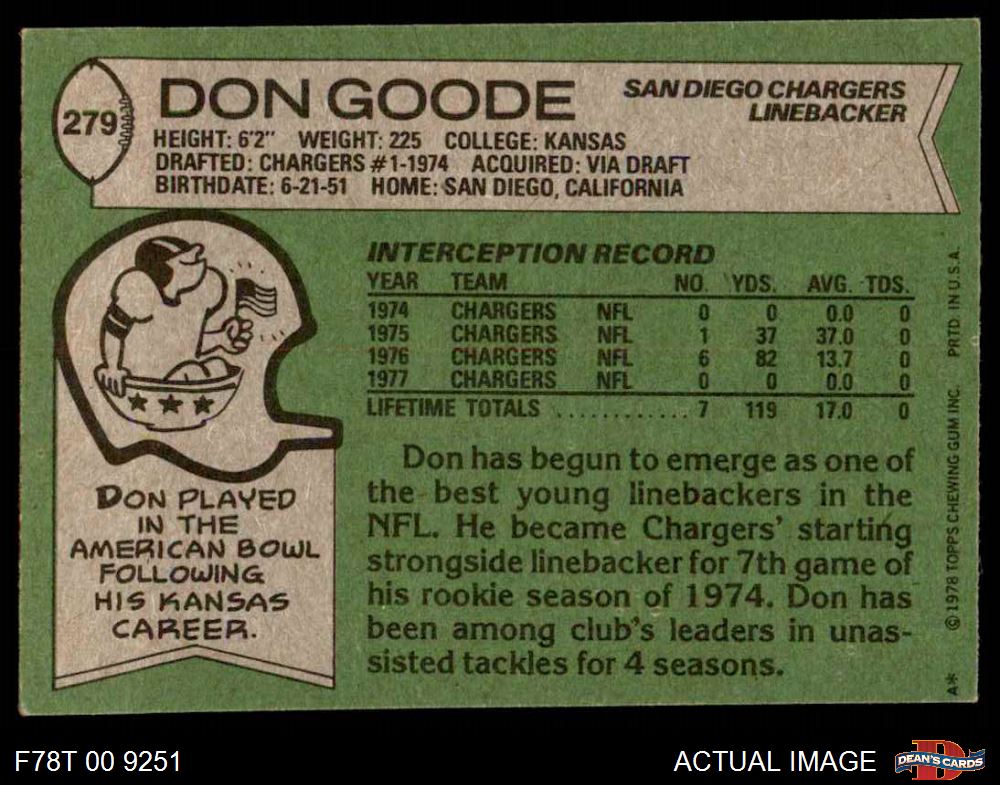 279
DON GOODE
SAN DIEGO CHARGERS
LINEBACKER
HEIGHT: 6'2" WEIGHT: 225 COLLEGE: KANSAS
DRAFTED: CHARGERS #1-1974 ACQUIRED: VIA DRAFT
BIRTHDATE: 6-21-51 HOME: SAN DIEGO, CALIFORNIA
INTERCEPTION RECORD
YEAR TEAM NO. YDS. AVG. TDS.
1974 CHARGERS NFL 0 0 0.0 0
1975 CHARGERS NFL 1 37 37.0 0
1976 CHARGERS NFL 6 82 13.7 0
1977 CHARGERS NFL 0 0 0.0 0
LIFETIME TOTALS ............ 7 119 17.0 0
DON PLAYED
IN THE
AMERICAN BOWL
FOLLOWING
HIS KANSAS
CAREER.
Don has begun to emerge as one of
the best young linebackers in the
NFL. He became Chargers' starting
strongside linebacker for 7th game of
his rookie season of 1974. Don has
been among club's leaders in unas-
sisted tackles for 4 seasons.
A* © 1978 TOPPS CHEWING GUM INC. PRTD. IN U.S.A.
F78T 00 9251
ACTUAL IMAGE
D
DEAN'S CARDS